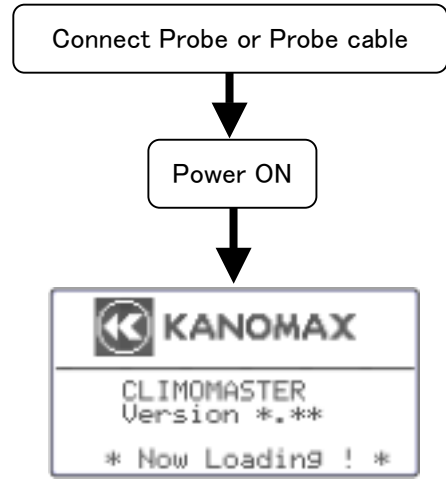 Connect Probe or Probe cable
Power ON
KANOMAX
CLIMOMASTER
Version *.**
* Now Loading ! *